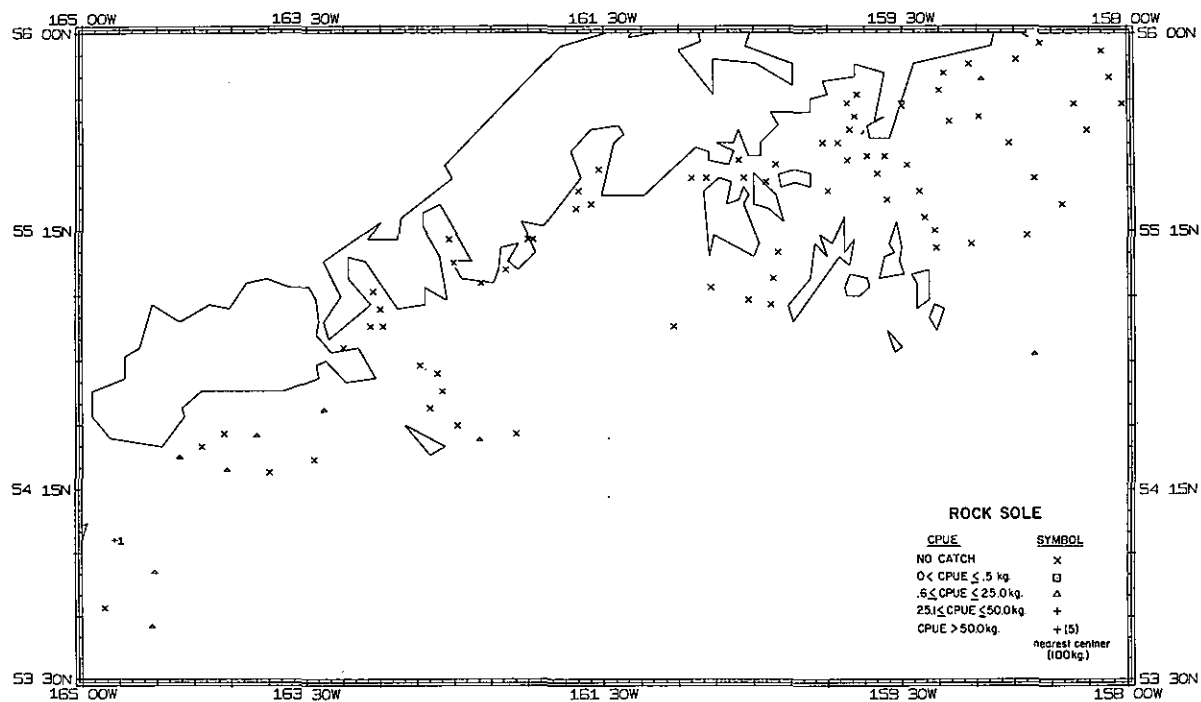 165 00W 163 30W 161 30W 159 30W 158 00W
56 00N 56 00N
55 15N 55 15N
54 15N 54 15N
+1
ROCK SOLE
CPUE SYMBOL
NO CATCH ×
0 < CPUE ≤ .5 kg. □
.6 ≤ CPUE ≤ 25.0 kg. △
25.1 ≤ CPUE ≤ 50.0 kg. +
CPUE > 50.0 kg. + (5)
nearest centner
(100 kg.)
53 30N 53 30N
165 00W 163 30W 161 30W 159 30W 158 00W